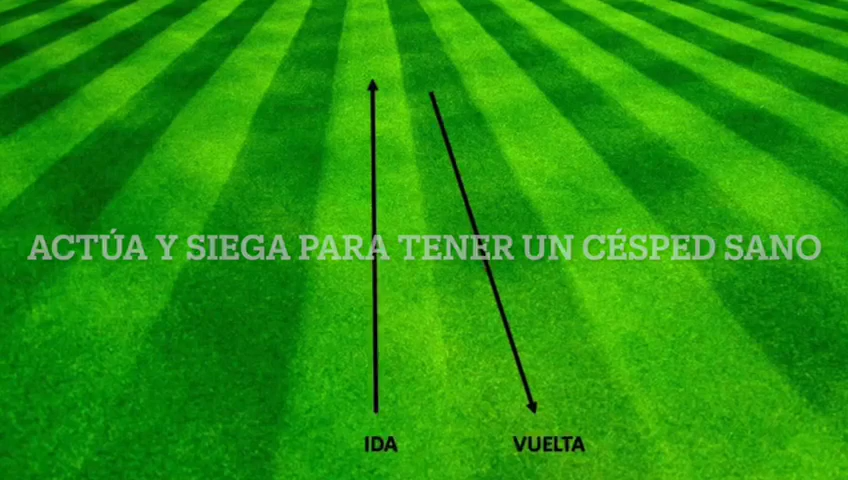 ACTÚA Y SIEGA PARA TENER UN CÉSPED SANO
IDA
VUELTA